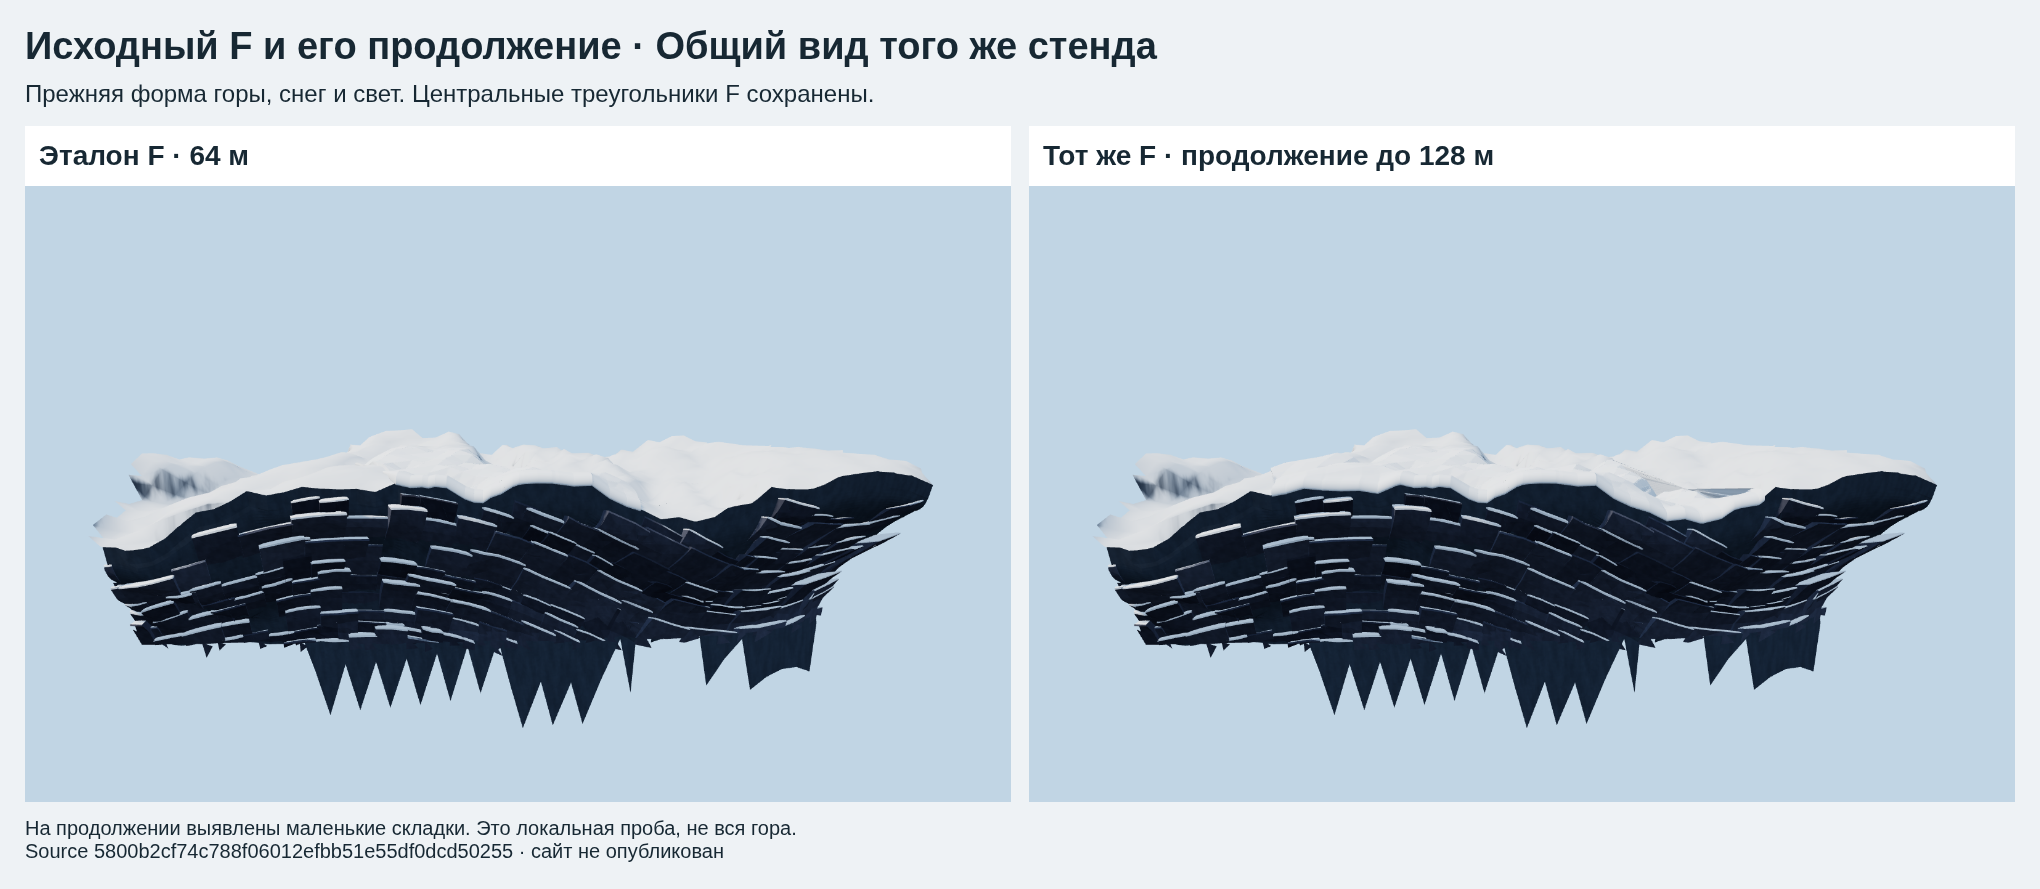 Исходный F и его продолжение · Общий вид того же стенда
Прежняя форма горы, снег и свет. Центральные треугольники F сохранены.
Эталон F · 64 м
Тот же F · продолжение до 128 м
На продолжении выявлены маленькие складки. Это локальная проба, не вся гора.
Source 5800b2cf74c788f06012efbb51e55df0dcd50255 · сайт не опубликован